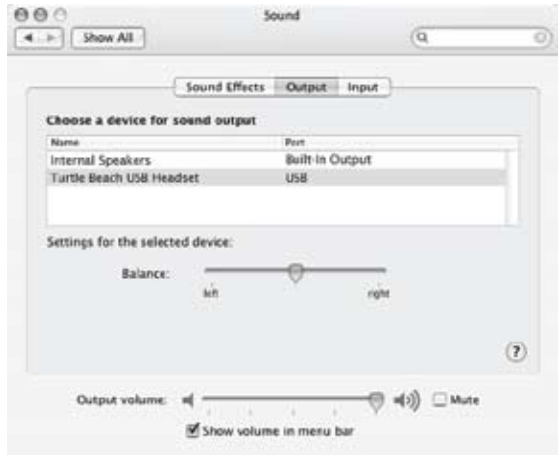 Sound
Show All
Sound Effects Output Input
Choose a device for sound output
Name Port
Internal Speakers Built-In Output
Turtle Beach USB Headset USB
Settings for the selected device:
Balance:
left right
?
Output volume: Mute
Show volume in menu bar